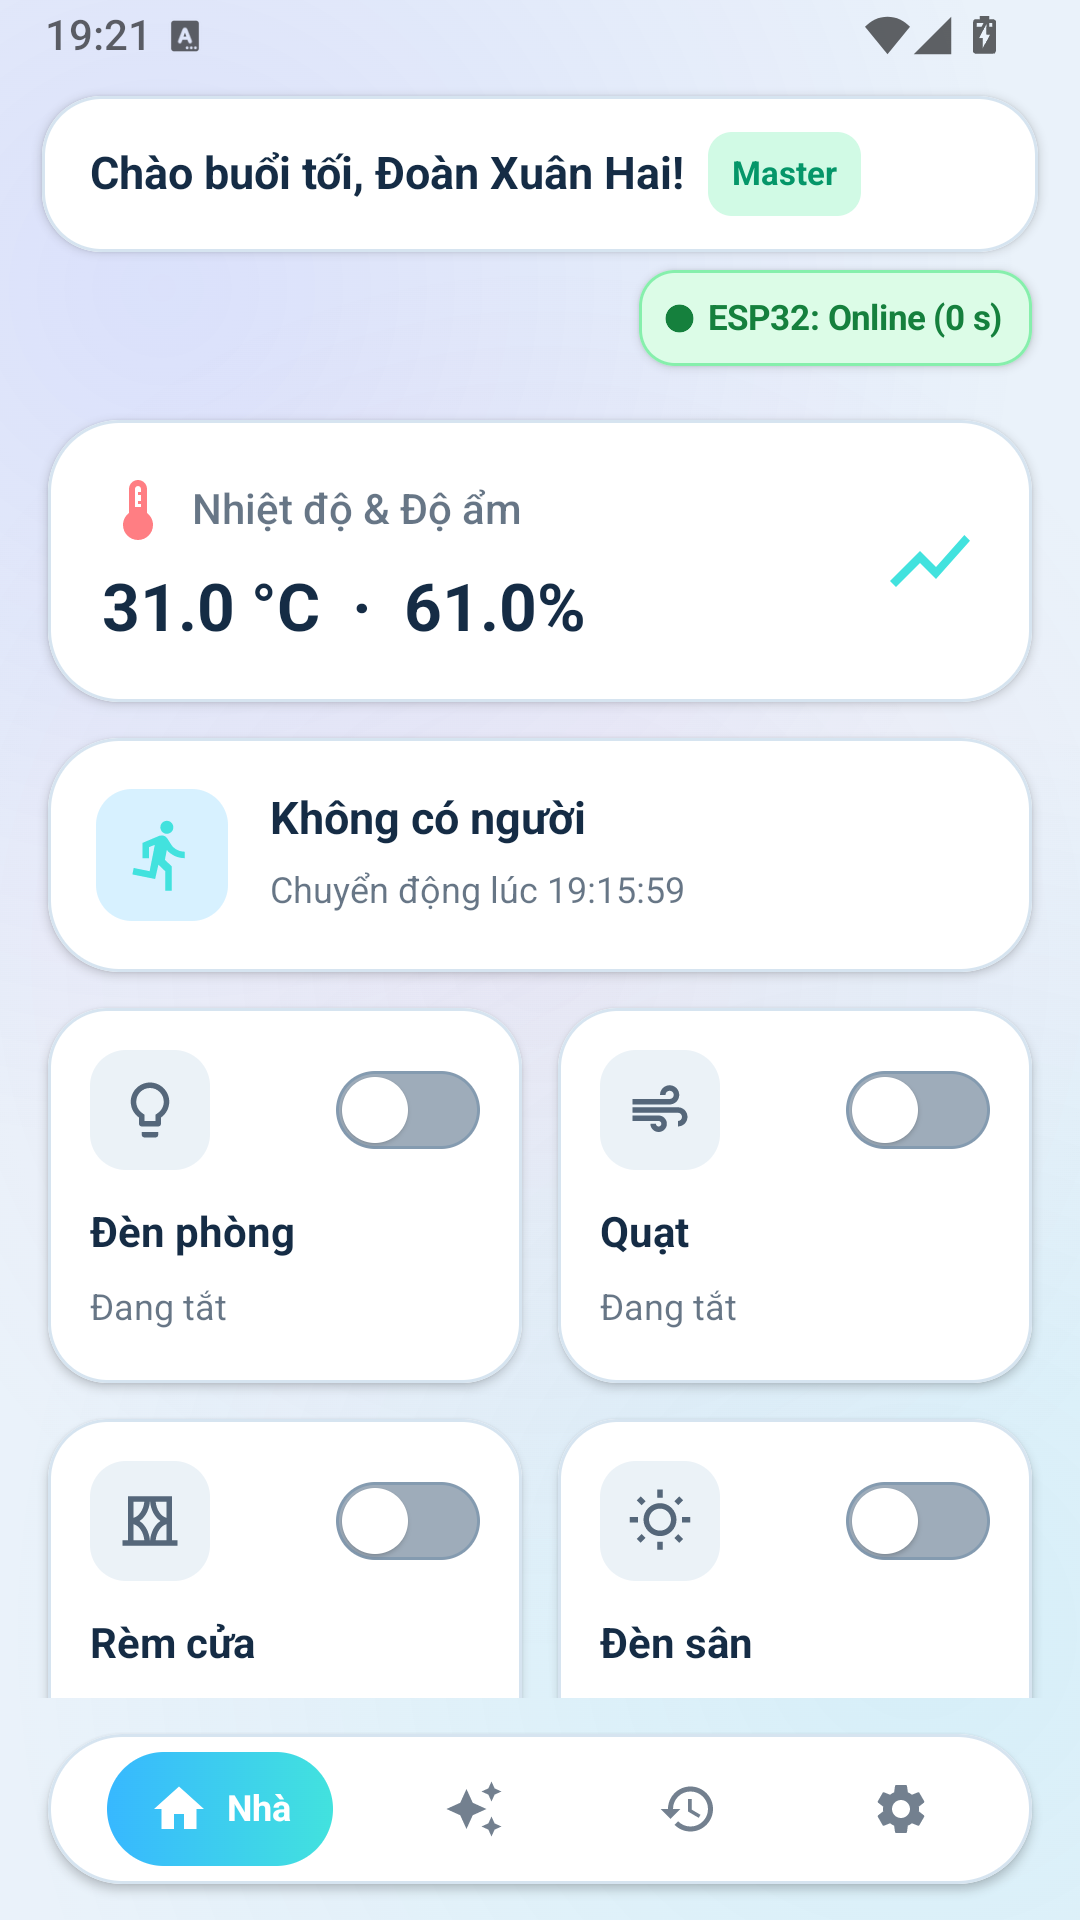 19:21
Chào buổi tối, Đoàn Xuân Hai! Master
ESP32: Online (0 s)
Nhiệt độ & Độ ẩm
31.0 °C · 61.0%
Không có người
Chuyển động lúc 19:15:59
Đèn phòng
Đang tắt
Quạt
Đang tắt
Rèm cửa
Đèn sân
Nhà